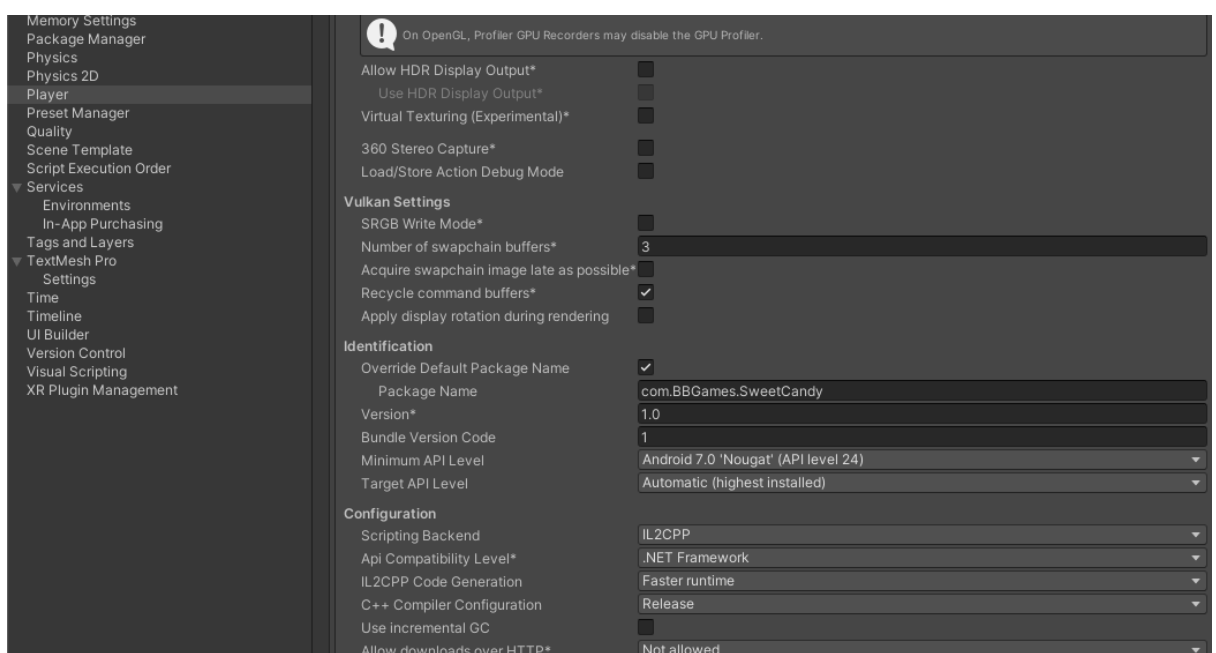 Memory Settings
Package Manager
Physics
Physics 2D
Player
Preset Manager
Quality
Scene Template
Script Execution Order
Services
Environments
In-App Purchasing
Tags and Layers
TextMesh Pro
Settings
Time
Timeline
UI Builder
Version Control
Visual Scripting
XR Plugin Management
On OpenGL, Profiler GPU Recorders may disable the GPU Profiler.
Allow HDR Display Output*
Use HDR Display Output*
Virtual Texturing (Experimental)*
360 Stereo Capture*
Load/Store Action Debug Mode
Vulkan Settings
SRGB Write Mode*
Number of swapchain buffers* 3
Acquire swapchain image late as possible*
Recycle command buffers*
Apply display rotation during rendering
Identification
Override Default Package Name
Package Name com.BBGames.SweetCandy
Version* 1.0
Bundle Version Code 1
Minimum API Level Android 7.0 'Nougat' (API level 24)
Target API Level Automatic (highest installed)
Configuration
Scripting Backend IL2CPP
Api Compatibility Level* .NET Framework
IL2CPP Code Generation Faster runtime
C++ Compiler Configuration Release
Use incremental GC
Allow downloads over HTTP* Not allowed